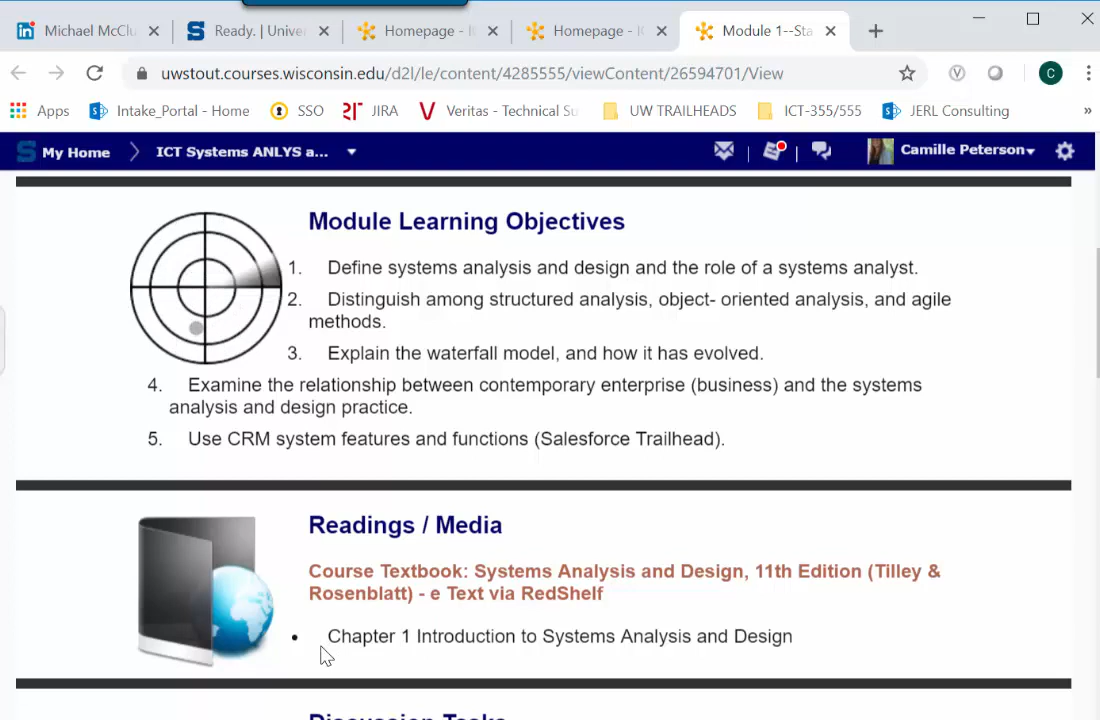 Michael McClu
Ready. | Unive
Homepage - I
Homepage - I
Module 1--Sta
uwstout.courses.wisconsin.edu/d2l/le/content/4285555/viewContent/26594701/View
C
Apps
Intake_Portal - Home
SSO
JIRA
Veritas - Technical Su
UW TRAILHEADS
ICT-355/555
JERL Consulting
»
My Home
ICT Systems ANLYS a...
Camille Peterson
Module Learning Objectives
1. Define systems analysis and design and the role of a systems analyst.
2. Distinguish among structured analysis, object- oriented analysis, and agile
methods.
3. Explain the waterfall model, and how it has evolved.
4. Examine the relationship between contemporary enterprise (business) and the systems
analysis and design practice.
5. Use CRM system features and functions (Salesforce Trailhead).
Readings / Media
Course Textbook: Systems Analysis and Design, 11th Edition (Tilley &
Rosenblatt) - e Text via RedShelf
• Chapter 1 Introduction to Systems Analysis and Design
Discussion Tasks